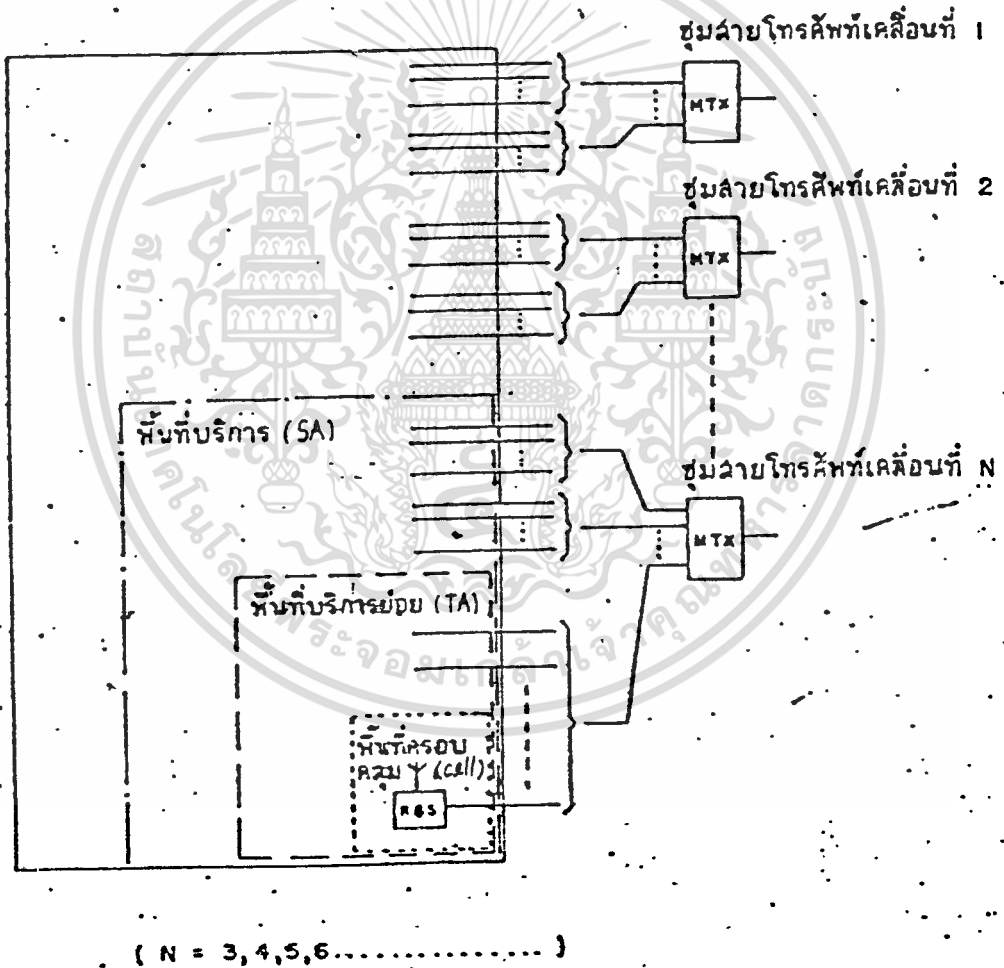 ชุมสายโทรศัพท์เคลื่อนที่ 1
MTX
ชุมสายโทรศัพท์เคลื่อนที่ 2
MTX
พื้นที่บริการ (SA)
ชุมสายโทรศัพท์เคลื่อนที่ N
MTX
พื้นที่บริการย่อย (TA)
พื้นที่ครอบ
คลุม (cell)
RBS
( N = 3,4,5,6............... )